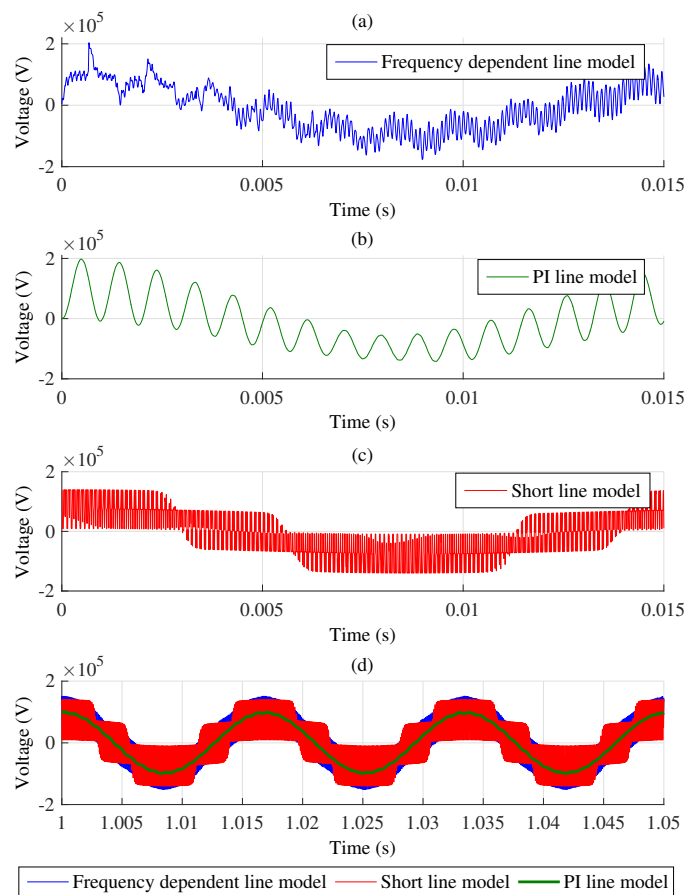 (a)
×10^5
Voltage (V)
2
0
-2
Frequency dependent line model
0
0.005
0.01
0.015
Time (s)
(b)
×10^5
Voltage (V)
2
0
-2
PI line model
0
0.005
0.01
0.015
Time (s)
(c)
×10^5
Voltage (V)
2
0
-2
Short line model
0
0.005
0.01
0.015
Time (s)
(d)
×10^5
Voltage (V)
2
0
-2
1
1.005
1.01
1.015
1.02
1.025
1.03
1.035
1.04
1.045
1.05
Time (s)
Frequency dependent line model
Short line model
PI line model